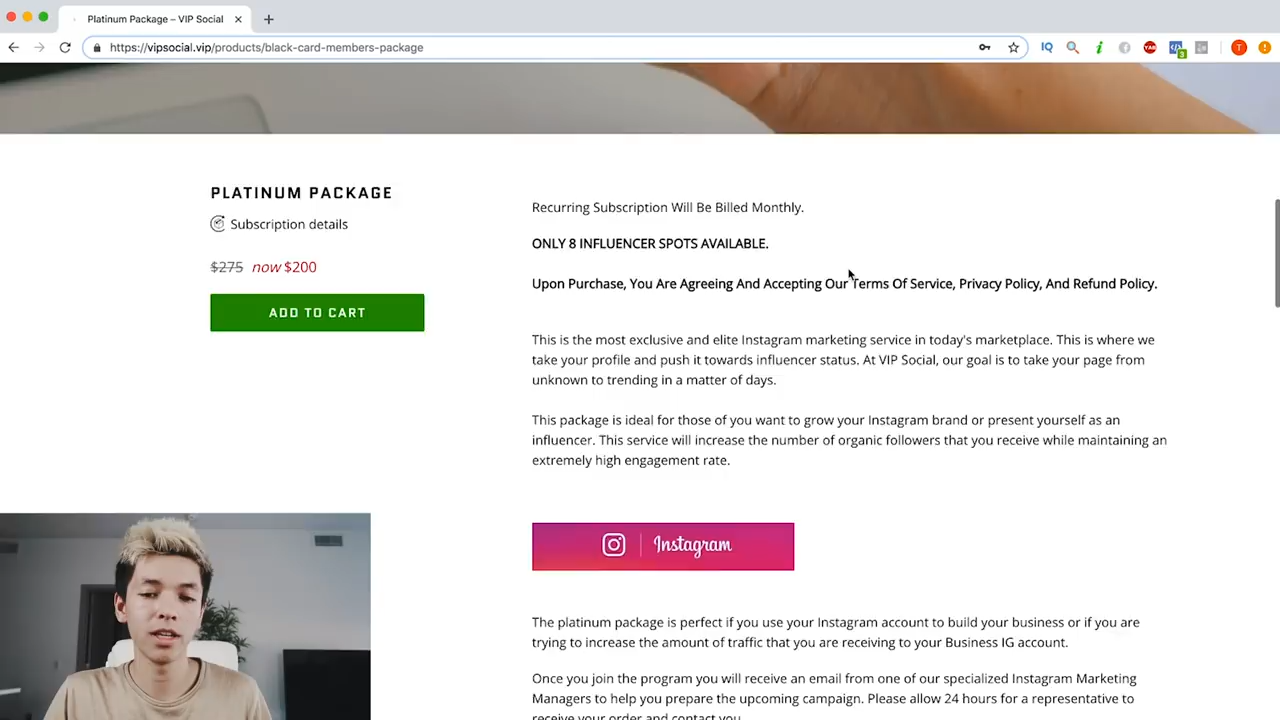 Platinum Package – VIP Social
https://vipsocial.vip/products/black-card-members-package
IQ
3
T
PLATINUM PACKAGE
Subscription details
$275 now $200
ADD TO CART
Recurring Subscription Will Be Billed Monthly.
ONLY 8 INFLUENCER SPOTS AVAILABLE.
Upon Purchase, You Are Agreeing And Accepting Our Terms Of Service, Privacy Policy, And Refund Policy.
This is the most exclusive and elite Instagram marketing service in today's marketplace. This is where we
take your profile and push it towards influencer status. At VIP Social, our goal is to take your page from
unknown to trending in a matter of days.
This package is ideal for those of you want to grow your Instagram brand or present yourself as an
influencer. This service will increase the number of organic followers that you receive while maintaining an
extremely high engagement rate.
Instagram
The platinum package is perfect if you use your Instagram account to build your business or if you are
trying to increase the amount of traffic that you are receiving to your Business IG account.
Once you join the program you will receive an email from one of our specialized Instagram Marketing
Managers to help you prepare the upcoming campaign. Please allow 24 hours for a representative to
receive your order and contact you